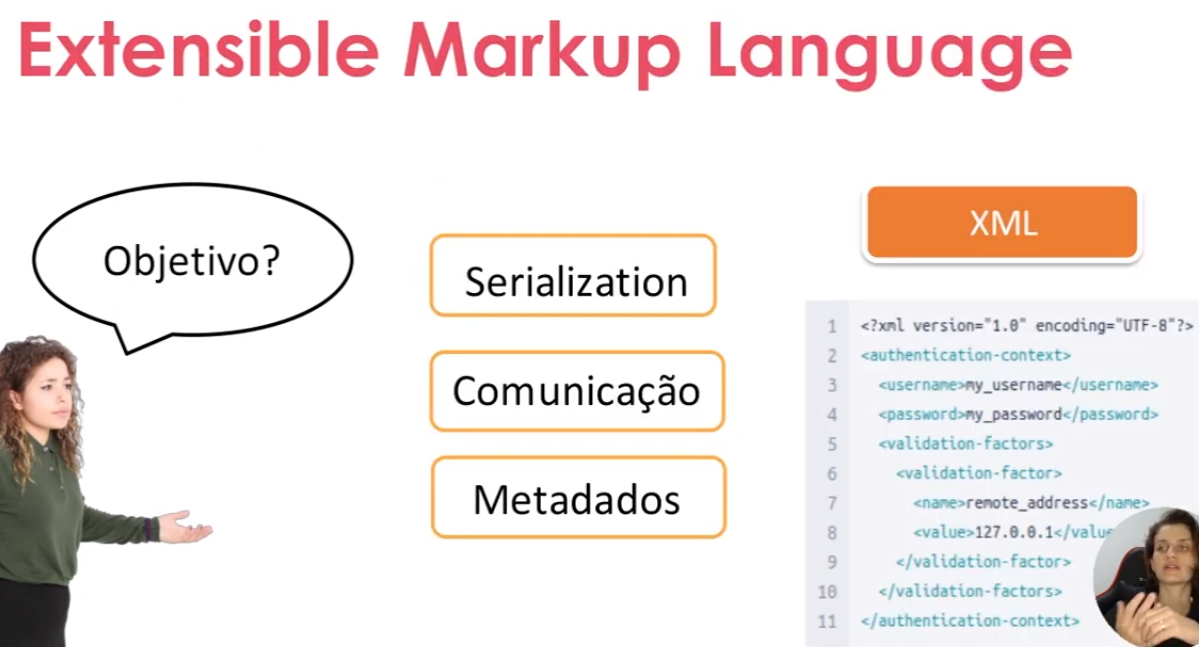 Extensible Markup Language
Objetivo?
Serialization
Comunicação
Metadados
XML
1 <?xml version="1.0" encoding="UTF-8"?>
2 <authentication-context>
3 <username>my_username</username>
4 <password>my_password</password>
5 <validation-factors>
6 <validation-factor>
7 <name>remote_address</name>
8 <value>127.0.0.1</value
9 </validation-factor>
10 </validation-factors>
11 </authentication-context>